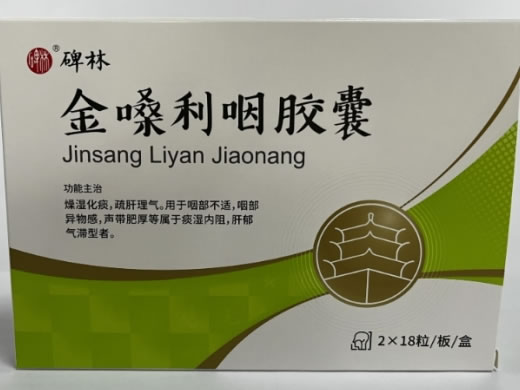 碑林®碑林
金嗓利咽胶囊
Jinsang Liyan Jiaonang
功能主治
燥湿化痰，疏肝理气。用于咽部不适，咽部
异物感，声带肥厚等属于痰湿内阻，肝郁
气滞型者。
2×18粒/板/盒